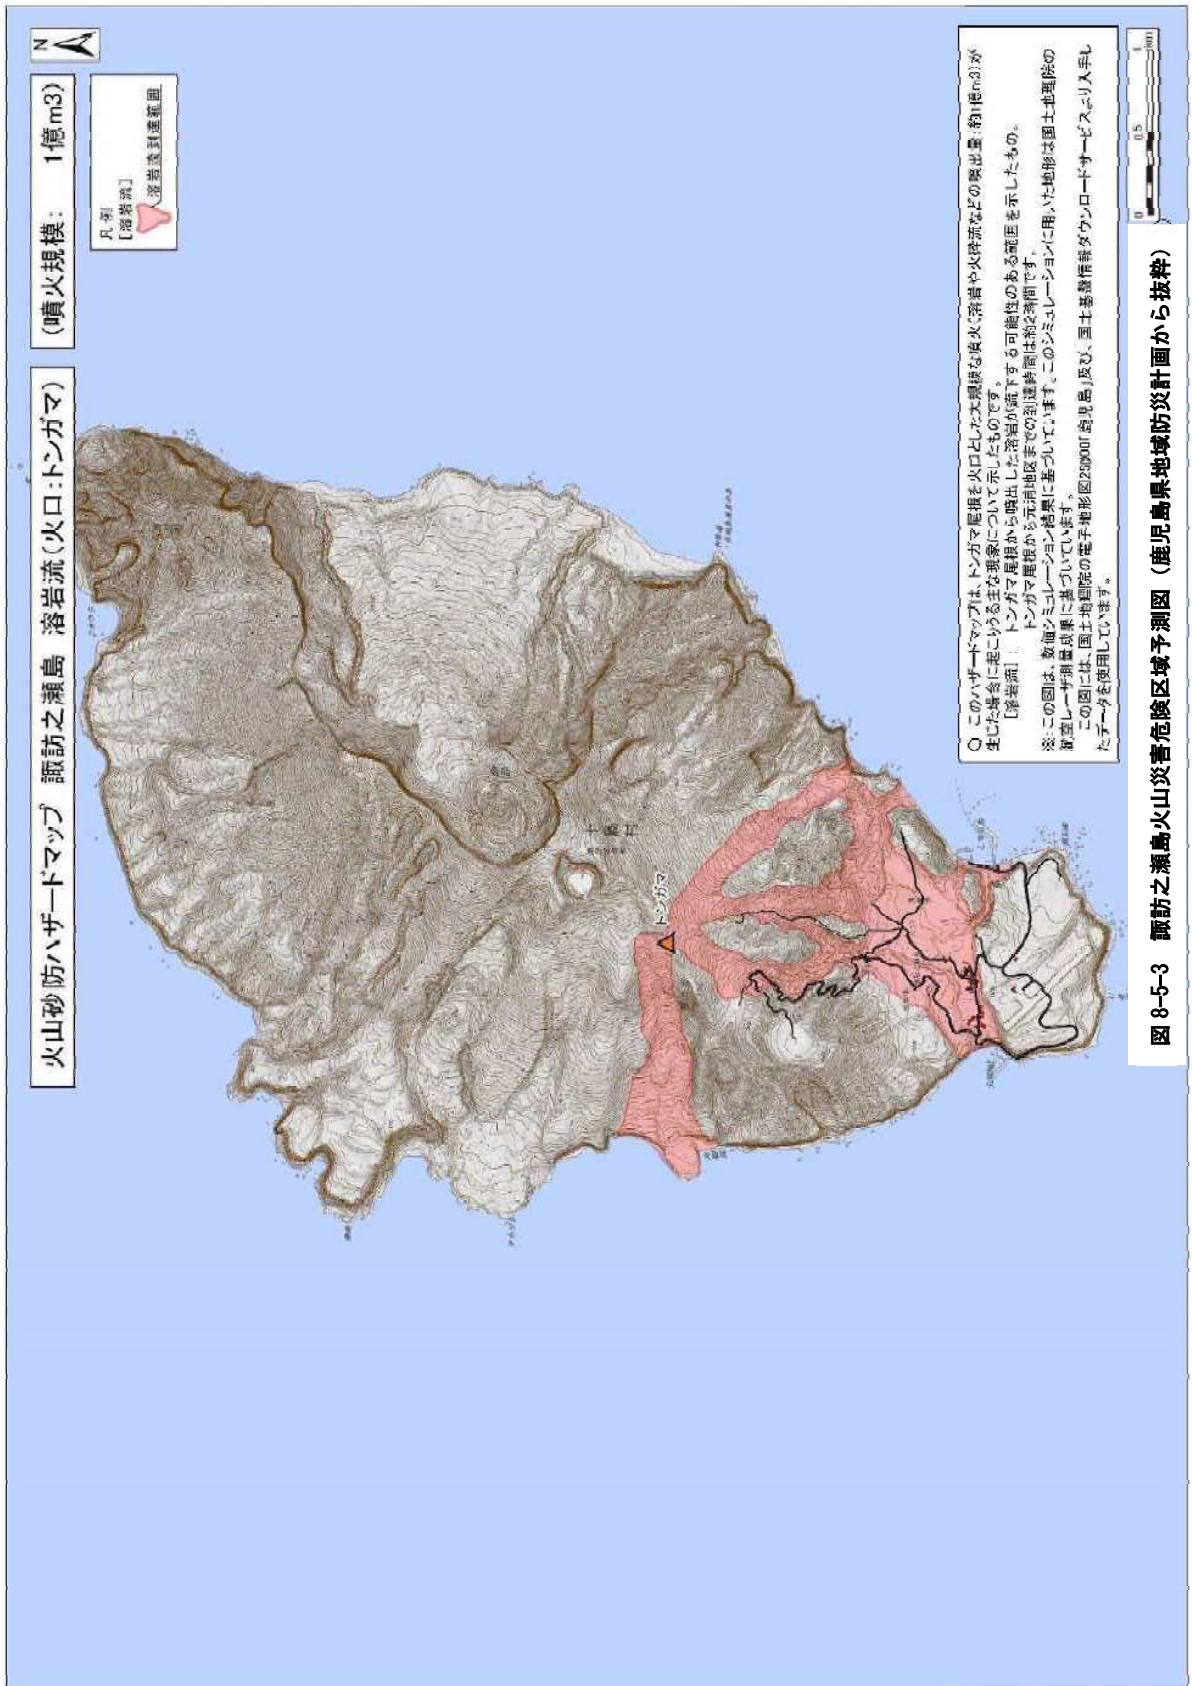 火山砂防ハザードマップ 諏訪之瀬島 溶岩流(火口:トンガマ)
(噴火規模: 1億m3)
N
凡 例
[溶岩流]
溶岩流到達範囲
トンガマ
十島村
○ このハザードマップは、トンガマ尾根を火口とした大規模な噴火(溶岩や火砕流などの噴出量:約1億m3)が
生じた場合に起こりうる主な現象について示したものです。
[溶岩流]: トンガマ尾根から噴出した溶岩が流下する可能性のある範囲を示したもの。
トンガマ尾根から元浦地区までの到達時間は約2時間です。
※:この図は、数値シミュレーション結果に基づいています。このシミュレーションに用いた地形は国土地理院の
航空レーザ測量成果に基づいています。
この図には、国土地理院の電子地形図25000「鹿児島」及び、国土基盤情報ダウンロードサービスより入手し
たデータを使用しています。
0 0.5 1
km
図 8-5-3 諏訪之瀬島火山災害危険区域予測図(鹿児島県地域防災計画から抜粋)